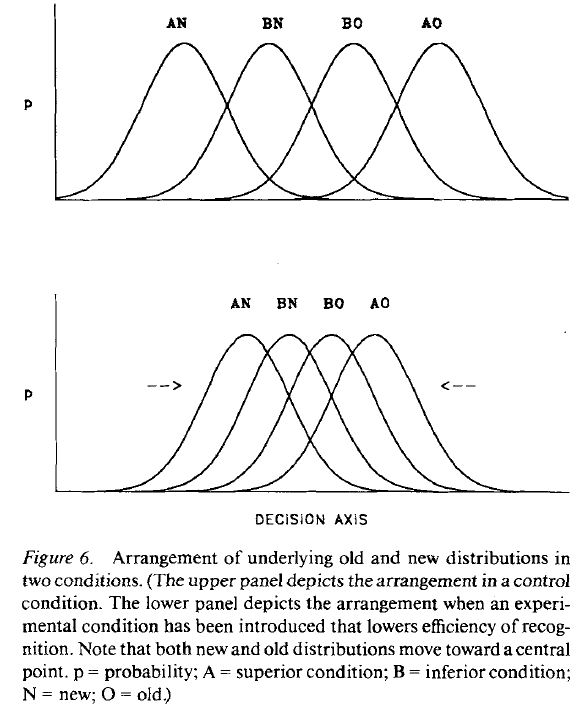 AN BN BO AO
P
AN BN BO AO
--> <--
P
DECISION AXIS
Figure 6. Arrangement of underlying old and new distributions in
two conditions. (The upper panel depicts the arrangement in a control
condition. The lower panel depicts the arrangement when an experi-
mental condition has been introduced that lowers efficiency of recog-
nition. Note that both new and old distributions move toward a central
point. p = probability; A = superior condition; B = inferior condition;
N = new; O = old.)